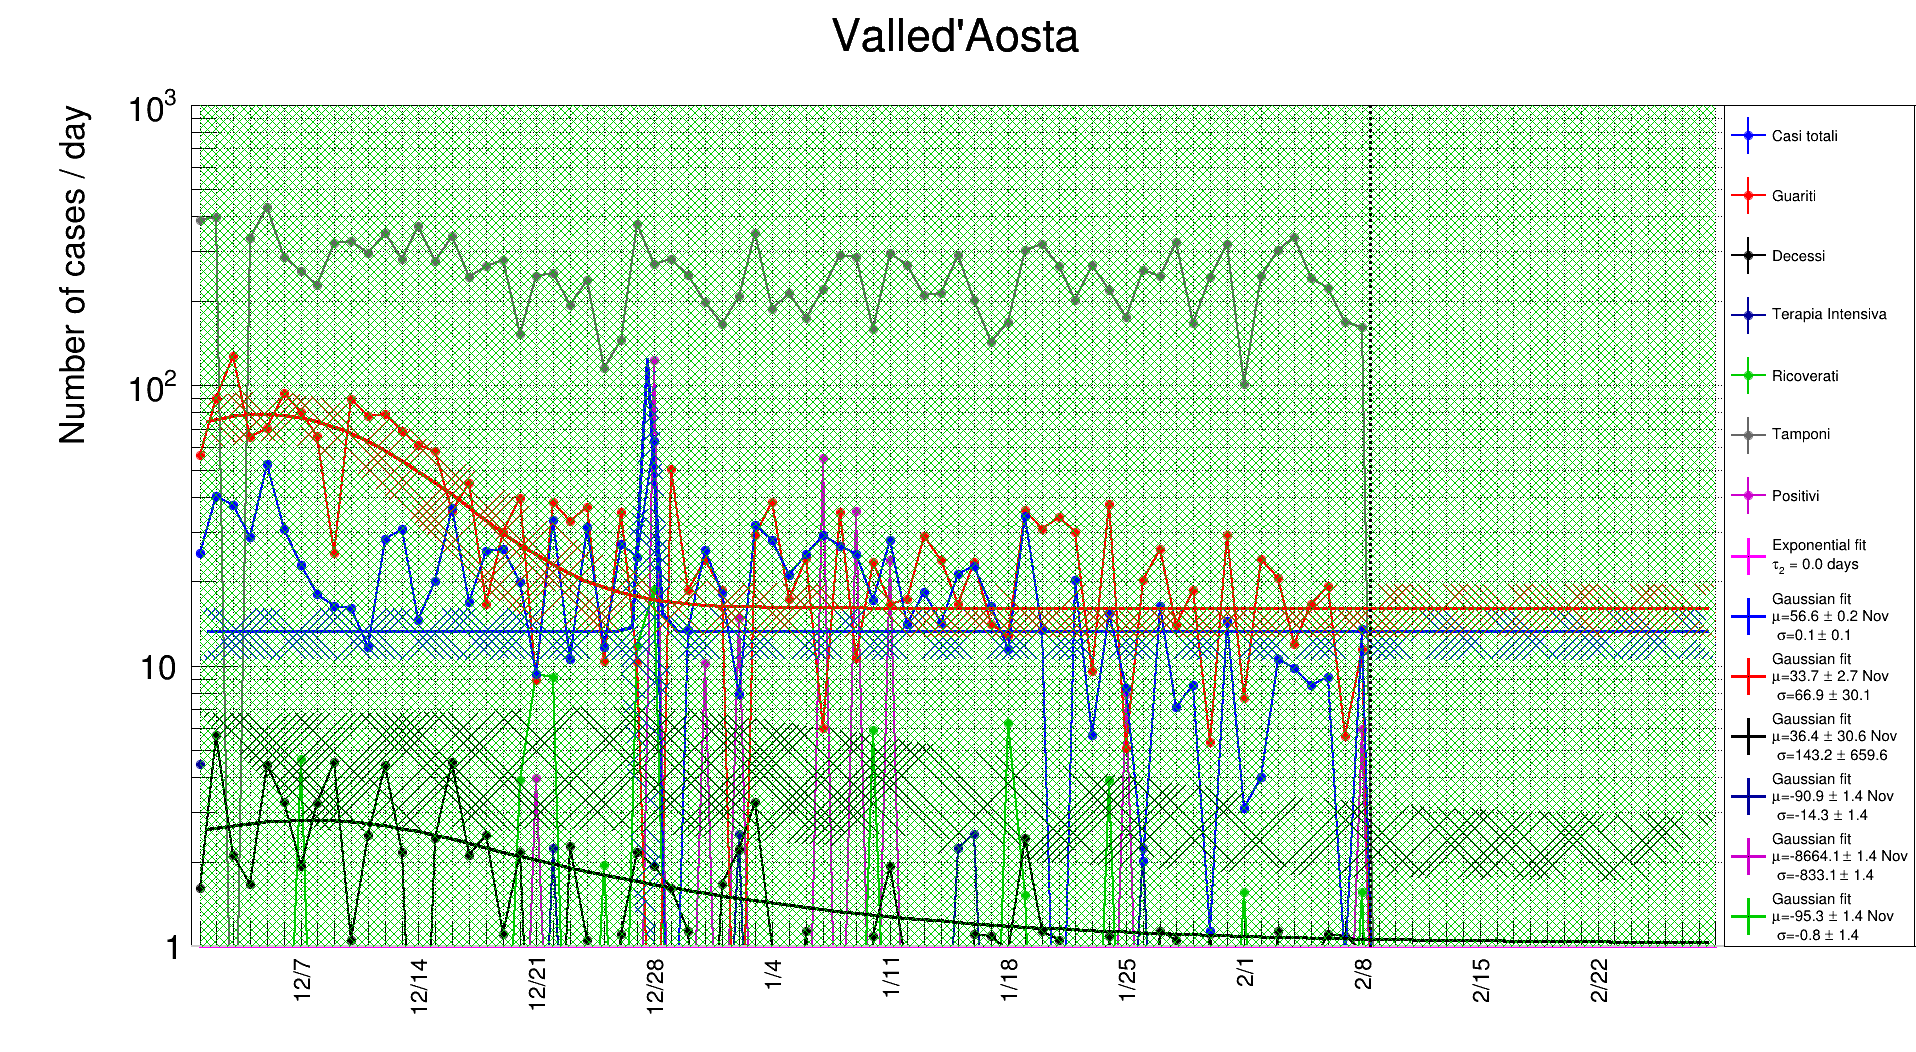 Valled'Aosta
Number of cases / day
10³
10²
10
1
12/7
12/14
12/21
12/28
1/4
1/11
1/18
1/25
2/1
2/8
2/15
2/22
Casi totali
Guariti
Decessi
Terapia Intensiva
Ricoverati
Tamponi
Positivi
Exponential fit
τ₂ = 0.0 days
Gaussian fit
μ=56.6 ± 0.2 Nov
σ=0.1 ± 0.1
Gaussian fit
μ=33.7 ± 2.7 Nov
σ=66.9 ± 30.1
Gaussian fit
μ=36.4 ± 30.6 Nov
σ=143.2 ± 659.6
Gaussian fit
μ=-90.9 ± 1.4 Nov
σ=-14.3 ± 1.4
Gaussian fit
μ=-8664.1 ± 1.4 Nov
σ=-833.1 ± 1.4
Gaussian fit
μ=-95.3 ± 1.4 Nov
σ=-0.8 ± 1.4